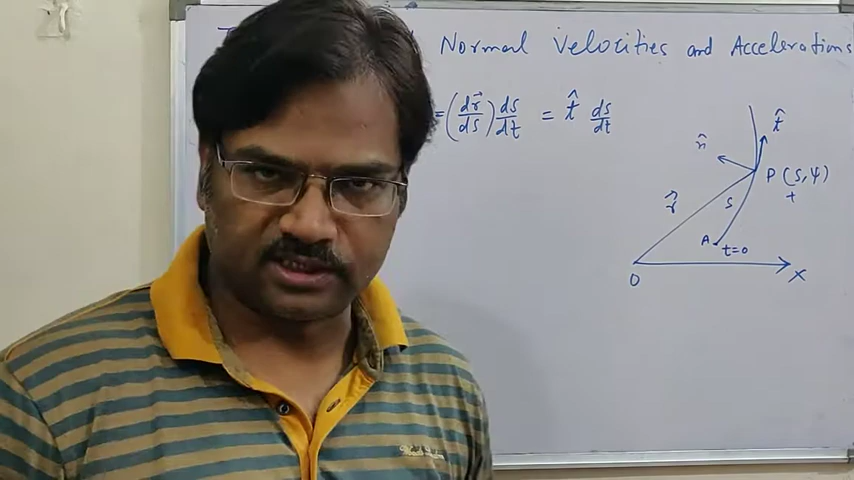 Normal Velocities and Accelerations
= (dr⃗/ds) ds/dt = t̂ ds/dt
t̂
n̂
P (S, ψ)
t
r⃗
s
A
t=0
O
X